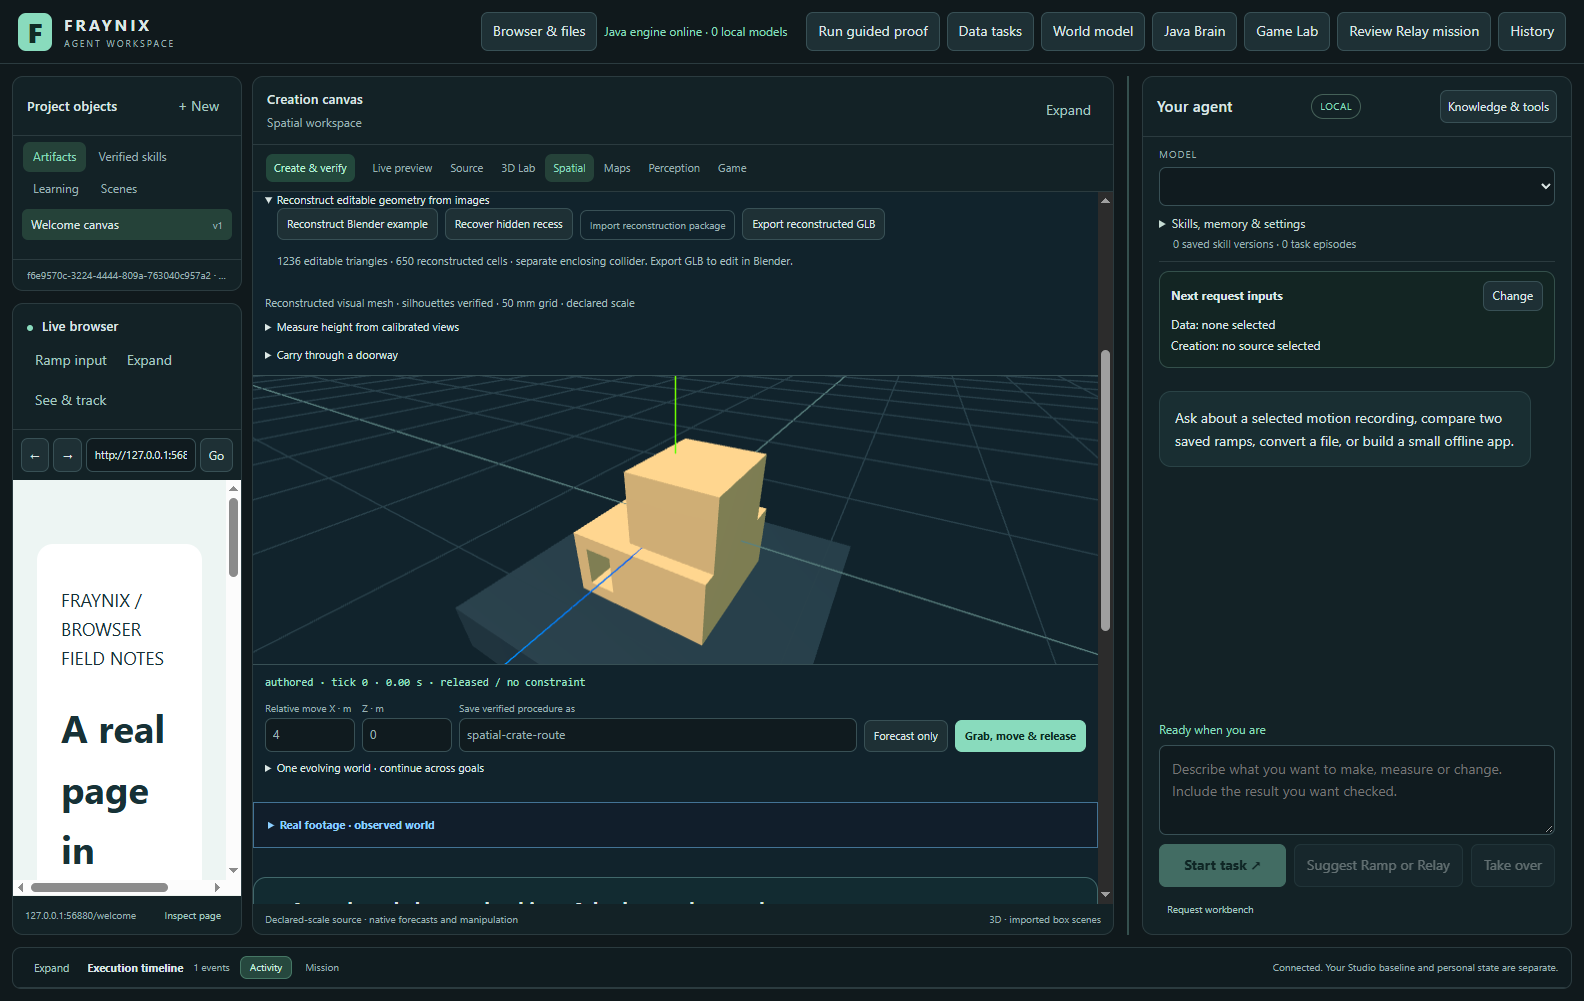 F
FRAYNIX
AGENT WORKSPACE
Browser & files
Java engine online · 0 local models
Run guided proof
Data tasks
World model
Java Brain
Game Lab
Review Relay mission
History
Project objects
+ New
Artifacts
Verified skills
Learning
Scenes
Welcome canvas
v1
f6e9570c-3224-4444-809a-763040c957a2 · ...
Live browser
Ramp input
Expand
See & track
←
→
http://127.0.0.1:568
Go
FRAYNIX /
BROWSER
FIELD NOTES
A real
page
in
127.0.0.1:56880/welcome
Inspect page
Creation canvas
Spatial workspace
Expand
Create & verify
Live preview
Source
3D Lab
Spatial
Maps
Perception
Game
▼ Reconstruct editable geometry from images
Reconstruct Blender example
Recover hidden recess
Import reconstruction package
Export reconstructed GLB
1236 editable triangles · 650 reconstructed cells · separate enclosing collider. Export GLB to edit in Blender.
Reconstructed visual mesh · silhouettes verified · 50 mm grid · declared scale
▶ Measure height from calibrated views
▶ Carry through a doorway
authored · tick 0 · 0.00 s · released / no constraint
Relative move X · m
Z · m
Save verified procedure as
4
0
spatial-crate-route
Forecast only
Grab, move & release
▶ One evolving world · continue across goals
▶ Real footage · observed world
Declared-scale source · native forecasts and manipulation
3D · imported box scenes
Your agent
LOCAL
Knowledge & tools
MODEL
▶ Skills, memory & settings
0 saved skill versions · 0 task episodes
Next request inputs
Change
Data: none selected
Creation: no source selected
Ask about a selected motion recording, compare two
saved ramps, convert a file, or build a small offline app.
Ready when you are
Describe what you want to make, measure or change.
Include the result you want checked.
Start task ↗
Suggest Ramp or Relay
Take over
Request workbench
Expand
Execution timeline
1 events
Activity
Mission
Connected. Your Studio baseline and personal state are separate.